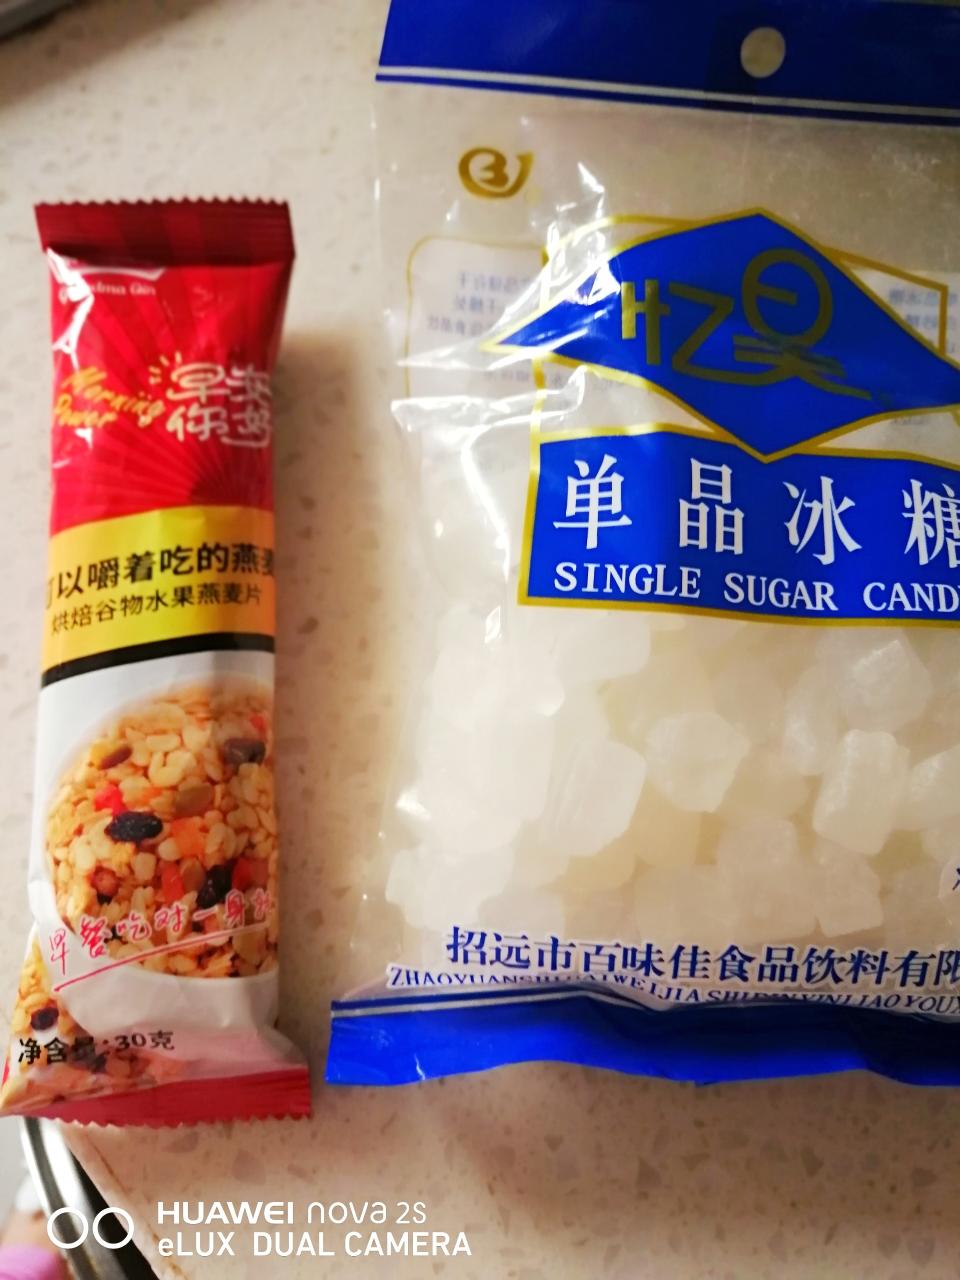 Morning
Power
早安
你好
以嚼着吃的燕麦
烘焙谷物水果燕麦片
早餐吃对一身
净含量:30克
忆昊
单晶冰糖
SINGLE SUGAR CAND
招远市百味佳食品饮料有限
HUAWEI nova 2s
eLUX DUAL CAMERA